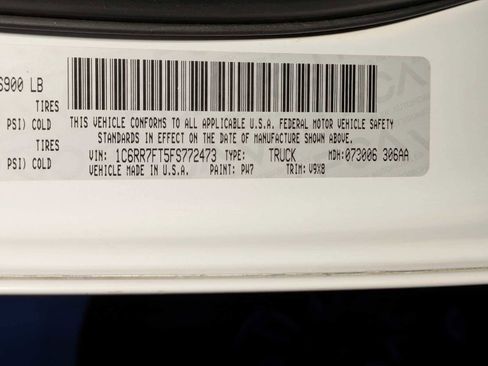 6900 LB
TIRES
PSI) COLD
TIRES
PSI) COLD
THIS VEHICLE CONFORMS TO ALL APPLICABLE U.S.A. FEDERAL MOTOR VEHICLE SAFETY
STANDARDS IN EFFECT ON THE DATE OF MANUFACTURE SHOWN ABOVE.
VIN: 1C6RR7FT5FS772473 TYPE: TRUCK MDH: 073006 306AA
VEHICLE MADE IN U.S.A. PAINT: PW7 TRIM: V9X8